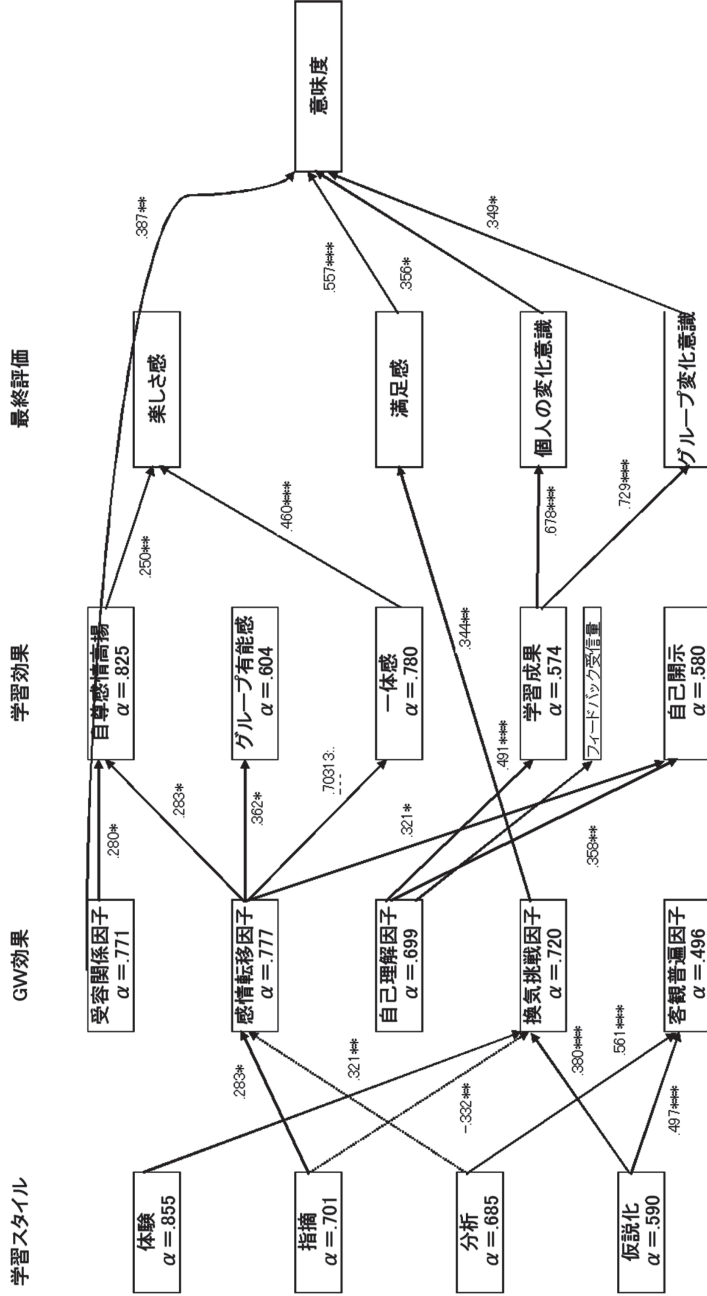 学習スタイル
GW効果
学習効果
最終評価
体験
α=.855
指摘
α=.701
分析
α=.685
仮説化
α=.590
受容関係因子
α=.771
感情転移因子
α=.777
自己理解因子
α=.699
換気挑戦因子
α=.720
客観普遍因子
α=.496
自尊感情高揚
α=.825
グループ有能感
α=.604
一体感
α=.780
学習成果
α=.574
フィードバック受信量
自己開示
α=.580
楽しさ感
満足感
個人の変化意識
グループ変化意識
意味度
.283*
.321**
-.332**
.380***
.561***
.497***
.280*
.283*
.362*
.70313:.
.321*
.491***
.358**
.344**
.250**
.460***
.678***
.729***
.387**
.557***
.356*
.349*